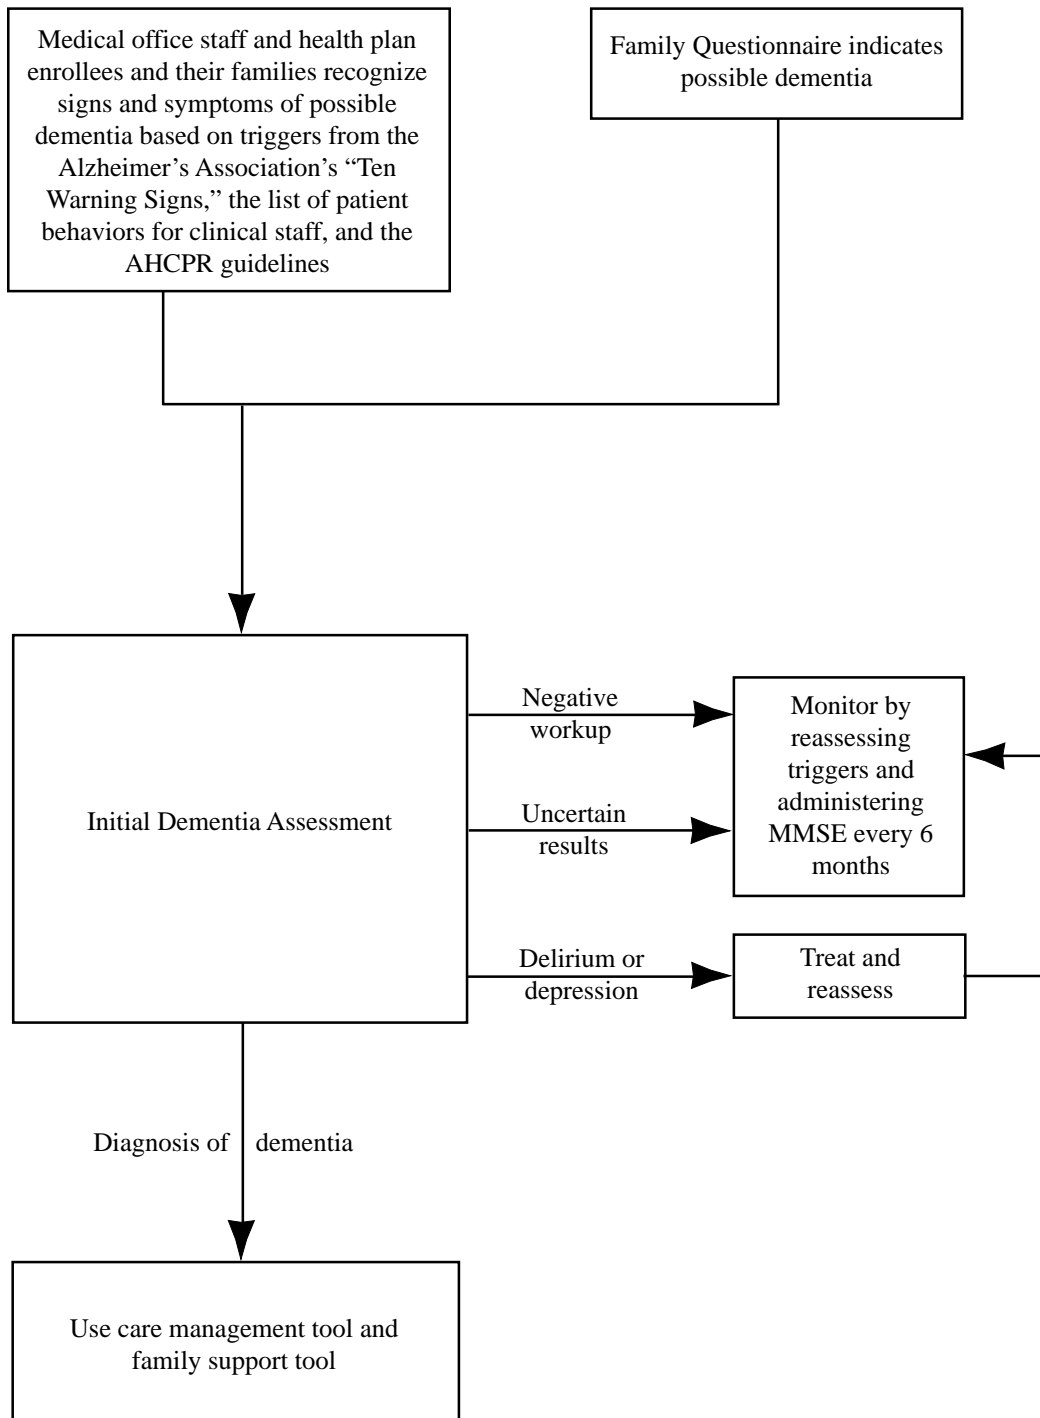 Medical office staff and health plan
enrollees and their families recognize
signs and symptoms of possible
dementia based on triggers from the
Alzheimer’s Association’s “Ten
Warning Signs,” the list of patient
behaviors for clinical staff, and the
AHCPR guidelines
Family Questionnaire indicates
possible dementia
Initial Dementia Assessment
Negative
workup
Uncertain
results
Delirium or
depression
Monitor by
reassessing
triggers and
administering
MMSE every 6
months
Treat and
reassess
Diagnosis of dementia
Use care management tool and
family support tool